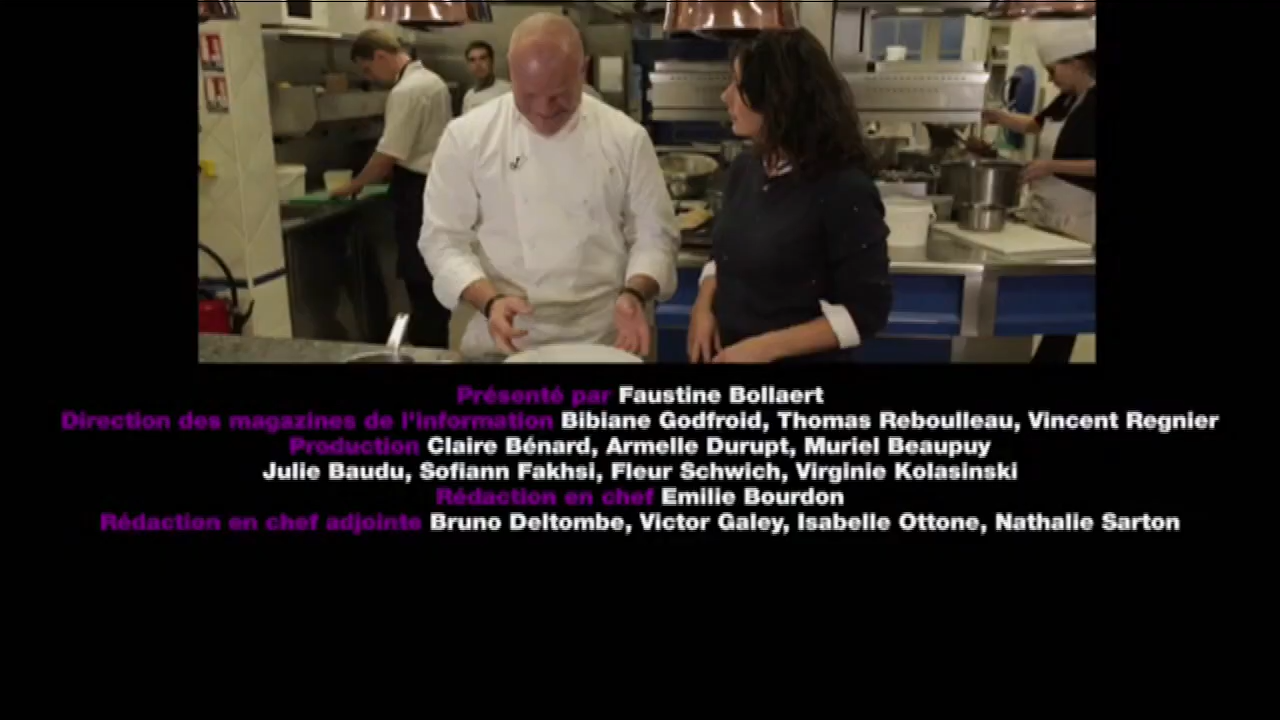 Présenté par Faustine Bollaert
Direction des magazines de l'information Bibiane Godfroid, Thomas Reboulleau, Vincent Regnier
Production Claire Bénard, Armelle Durupt, Muriel Beaupuy
Julie Baudu, Sofiann Fakhsi, Fleur Schwich, Virginie Kolasinski
Rédaction en chef Emilie Bourdon
Rédaction en chef adjointe Bruno Deltombe, Victor Galey, Isabelle Ottone, Nathalie Sarton